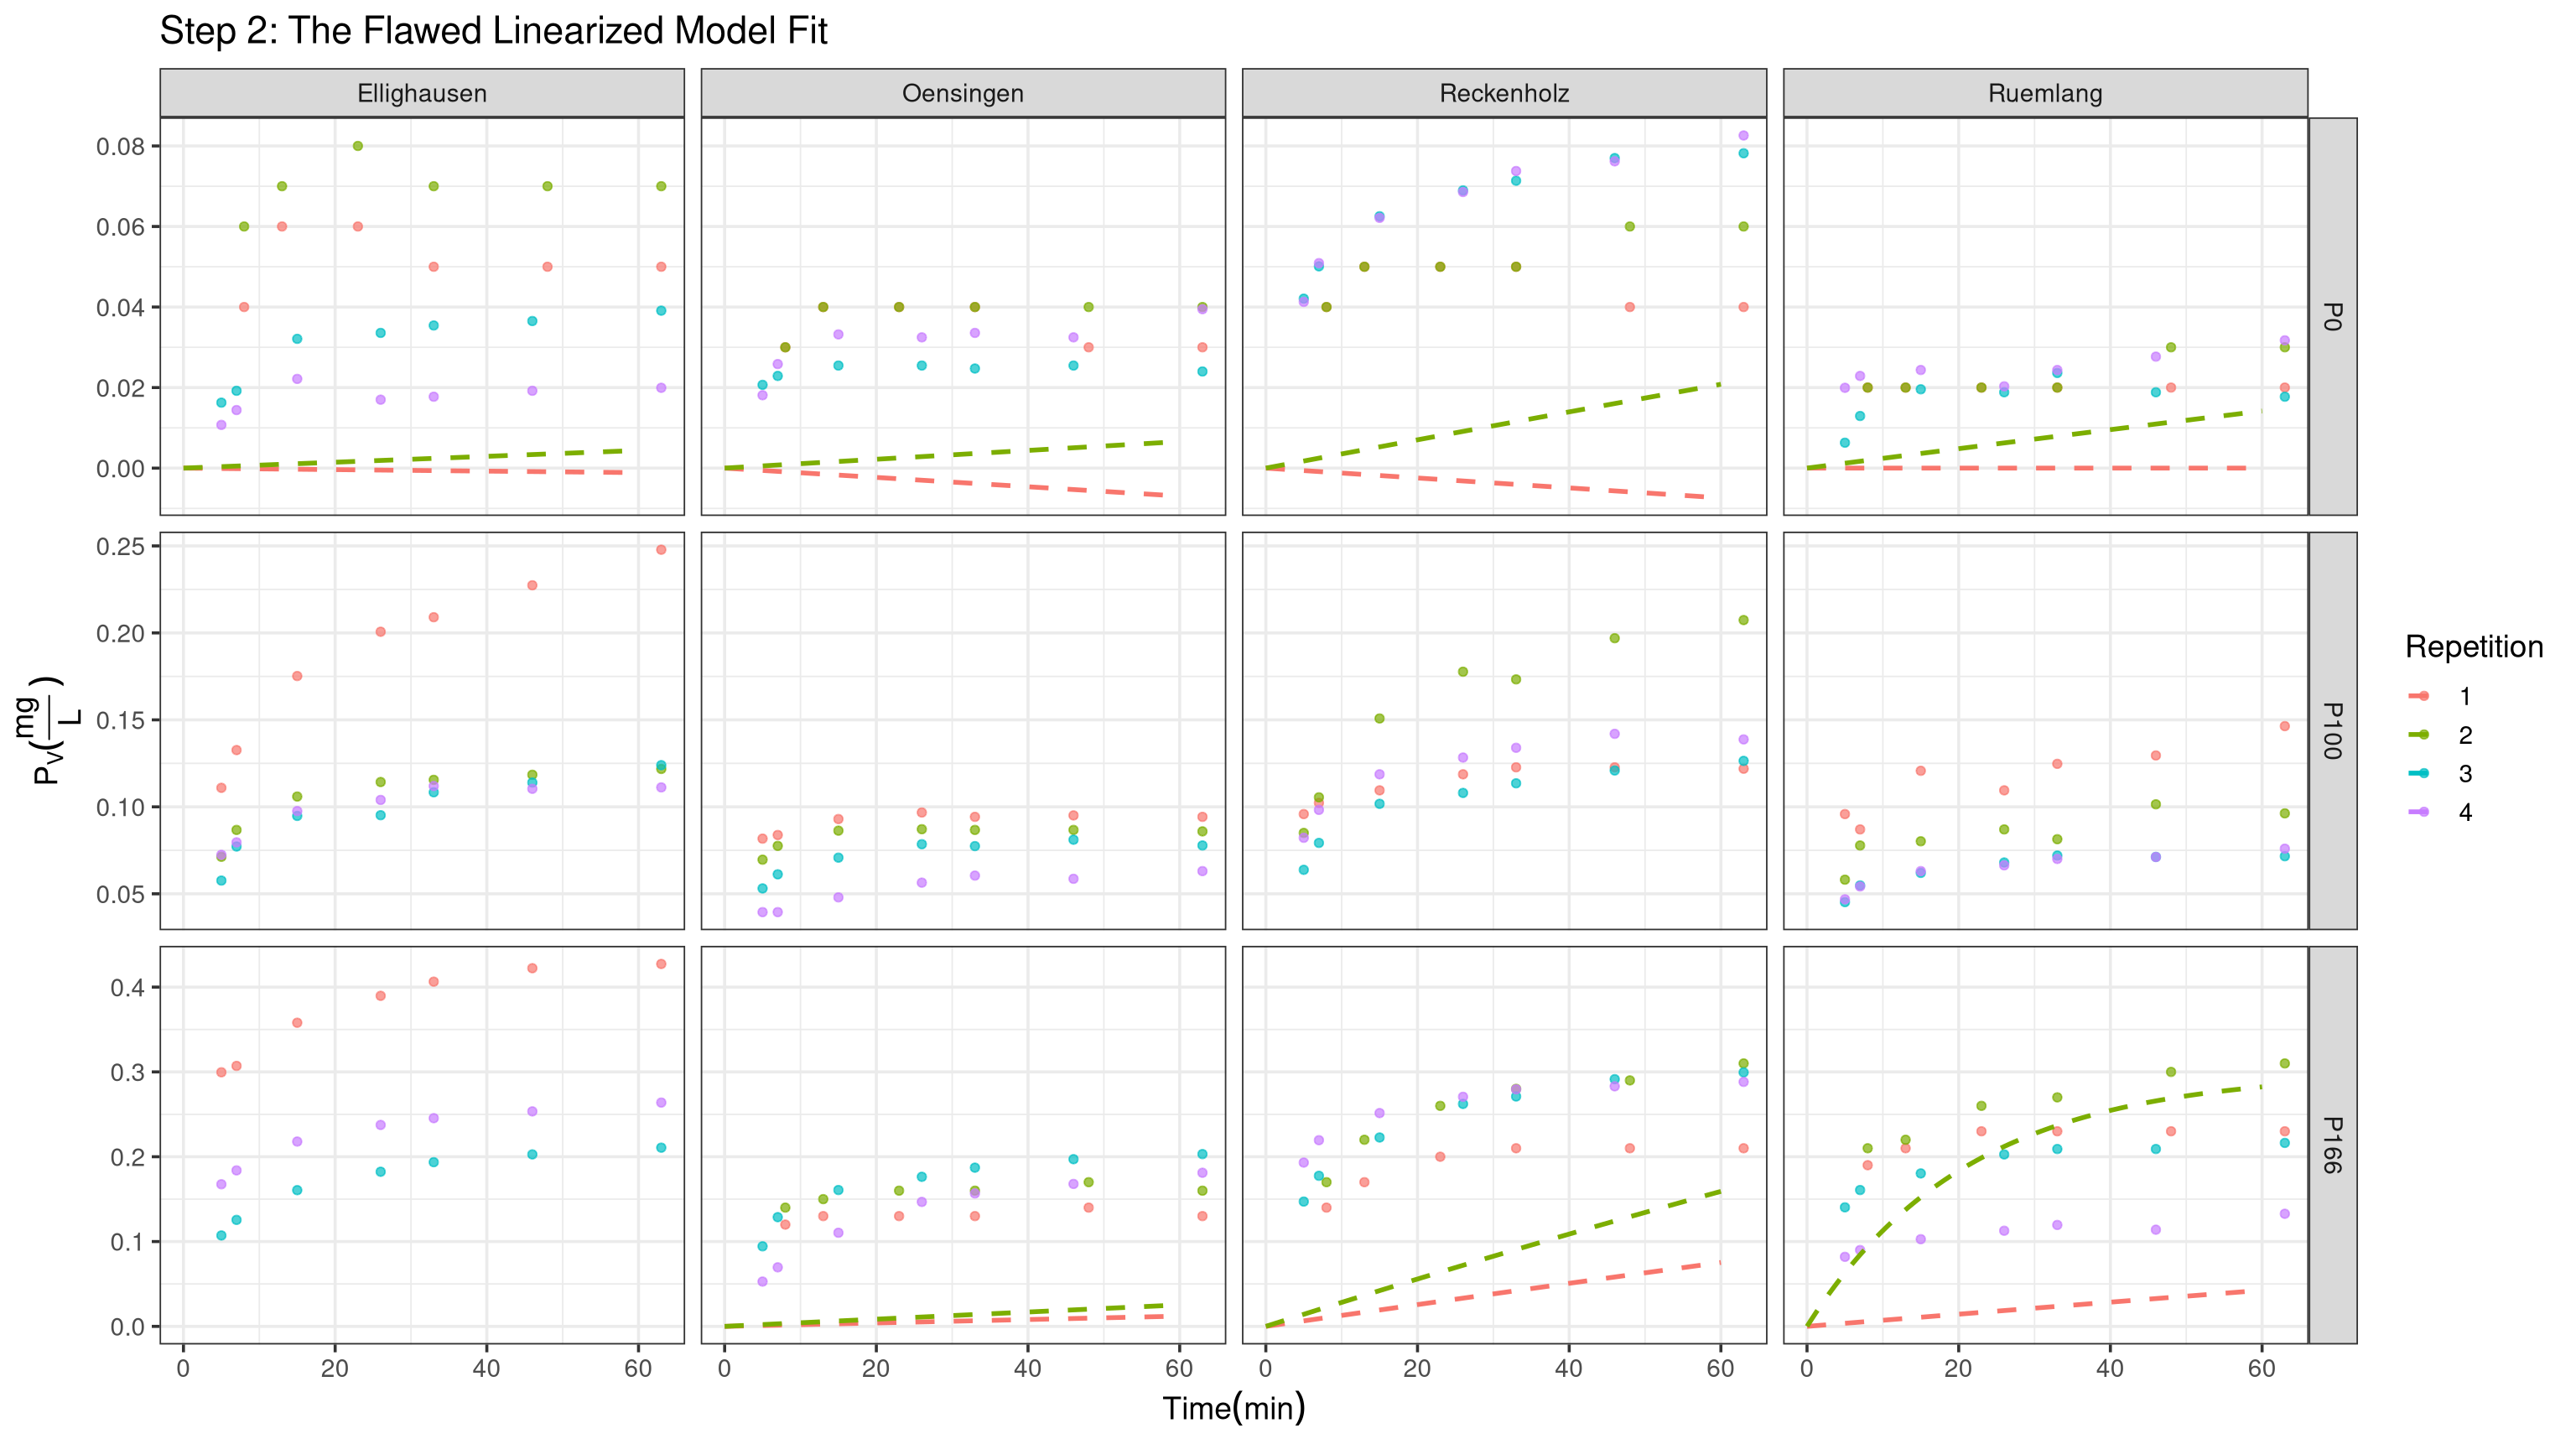 Step 2: The Flawed Linearized Model Fit
Ellighausen
Oensingen
Reckenholz
Ruemlang
0.08
0.06
0.04
0.02
0.00
P0
0.25
0.20
0.15
0.10
0.05
P100
0.4
0.3
0.2
0.1
0.0
P166
0 20 40 60
0 20 40 60
0 20 40 60
0 20 40 60
Time(min)
PV(mg/L)
Repetition
1
2
3
4